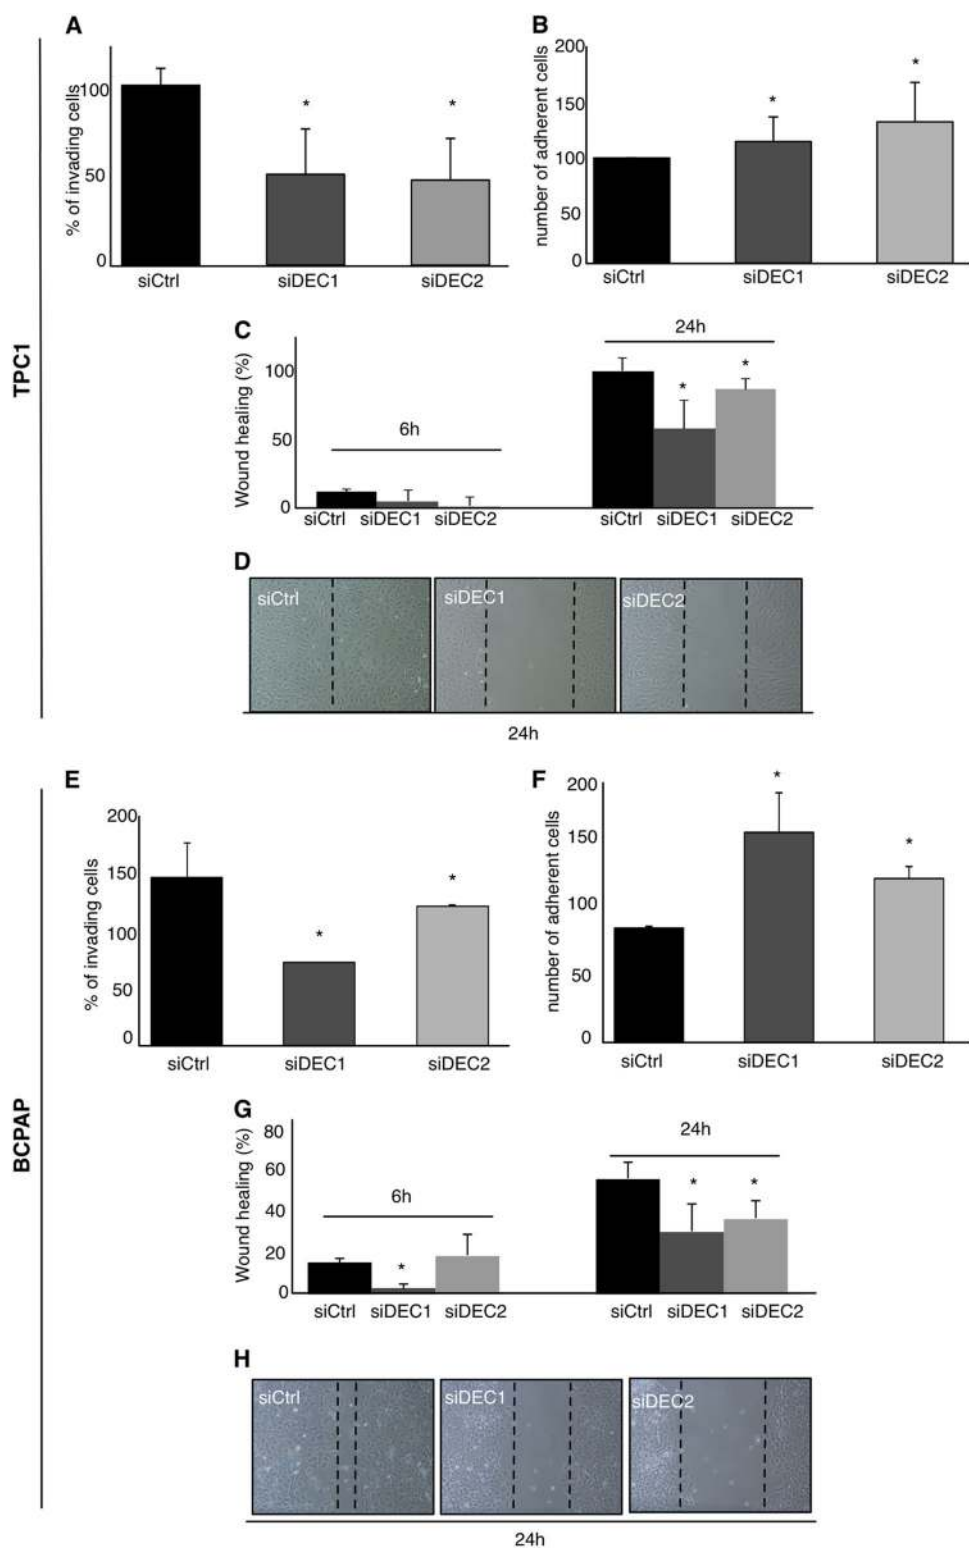 A
% of invading cells
100
50
0
*
*
siCtrl
siDEC1
siDEC2
B
number of adherent cells
200
150
100
50
0
*
*
siCtrl
siDEC1
siDEC2
TPC1
C
Wound healing (%)
100
50
0
6h
24h
*
*
siCtrl
siDEC1
siDEC2
siCtrl
siDEC1
siDEC2
D
siCtrl
siDEC1
siDEC2
24h
E
% of invading cells
200
150
100
50
0
*
*
siCtrl
siDEC1
siDEC2
F
number of adherent cells
200
150
100
50
0
*
*
siCtrl
siDEC1
siDEC2
BCPAP
G
Wound healing (%)
80
60
40
20
0
6h
*
24h
*
*
siCtrl
siDEC1
siDEC2
siCtrl
siDEC1
siDEC2
H
siCtrl
siDEC1
siDEC2
24h